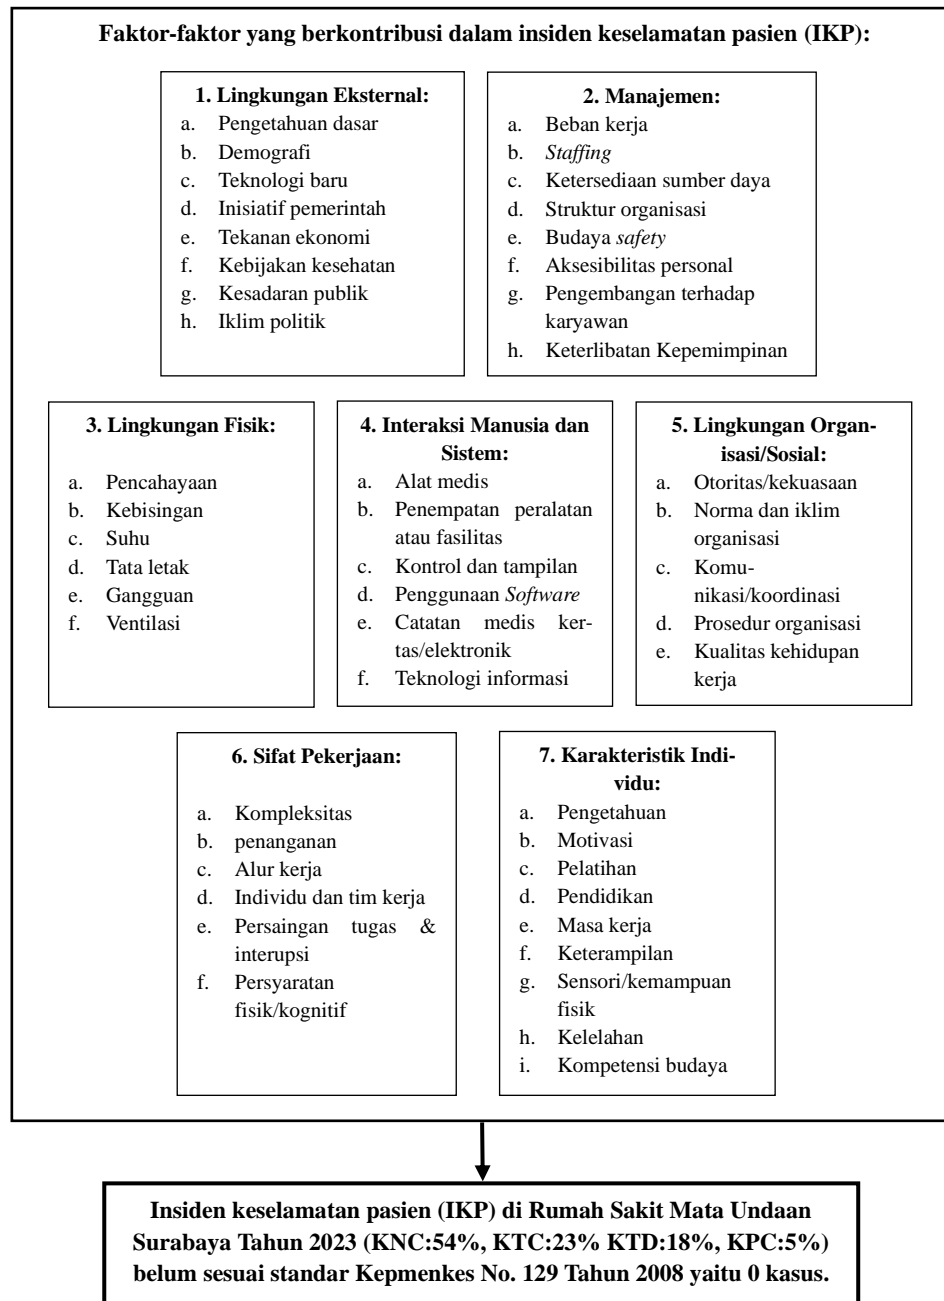 Faktor-faktor yang berkontribusi dalam insiden keselamatan pasien (IKP):
1. Lingkungan Eksternal:
a. Pengetahuan dasar
b. Demografi
c. Teknologi baru
d. Inisiatif pemerintah
e. Tekanan ekonomi
f. Kebijakan kesehatan
g. Kesadaran publik
h. Iklim politik
2. Manajemen:
a. Beban kerja
b. Staffing
c. Ketersediaan sumber daya
d. Struktur organisasi
e. Budaya safety
f. Aksesibilitas personal
g. Pengembangan terhadap
karyawan
h. Keterlibatan Kepemimpinan
3. Lingkungan Fisik:
a. Pencahayaan
b. Kebisingan
c. Suhu
d. Tata letak
e. Gangguan
f. Ventilasi
4. Interaksi Manusia dan
Sistem:
a. Alat medis
b. Penempatan peralatan
atau fasilitas
c. Kontrol dan tampilan
d. Penggunaan Software
e. Catatan medis ker-
tas/elektronik
f. Teknologi informasi
5. Lingkungan Organ-
isasi/Sosial:
a. Otoritas/kekuasaan
b. Norma dan iklim
organisasi
c. Komu-
nikasi/koordinasi
d. Prosedur organisasi
e. Kualitas kehidupan
kerja
6. Sifat Pekerjaan:
a. Kompleksitas
b. penanganan
c. Alur kerja
d. Individu dan tim kerja
e. Persaingan tugas &
interupsi
f. Persyaratan
fisik/kognitif
7. Karakteristik Indi-
vidu:
a. Pengetahuan
b. Motivasi
c. Pelatihan
d. Pendidikan
e. Masa kerja
f. Keterampilan
g. Sensori/kemampuan
fisik
h. Kelelahan
i. Kompetensi budaya
Insiden keselamatan pasien (IKP) di Rumah Sakit Mata Undaan
Surabaya Tahun 2023 (KNC:54%, KTC:23% KTD:18%, KPC:5%)
belum sesuai standar Kepmenkes No. 129 Tahun 2008 yaitu 0 kasus.